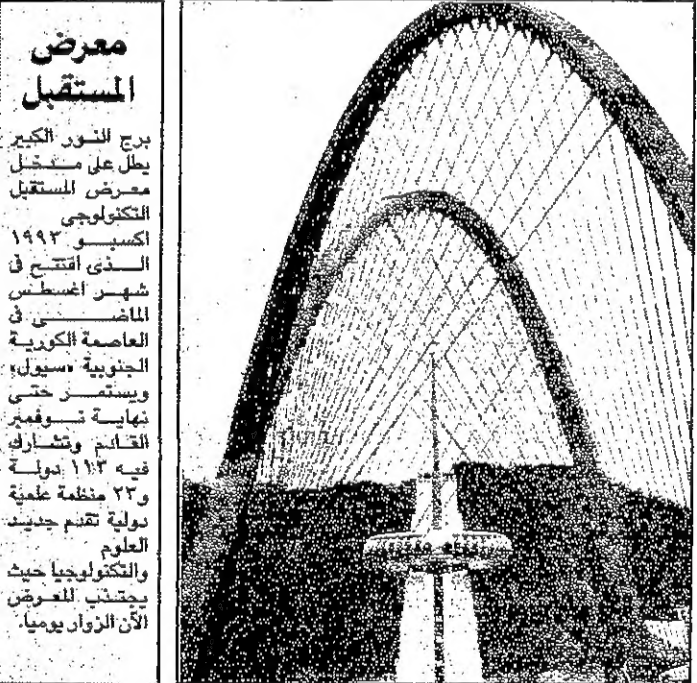 معرض
المستقبل
برج النور الكبير
يطل على مدخل
معرض المستقبل
التكنولوجى
اكسبو ١٩٩٣
الذى افتتح فى
شهر اغسطس
الماضى فى
العاصمة الكورية
الجنوبية «سيول»
ويستمر حتى
نهاية نوفمبر
القادم وتشارك
فيه ١١٣ دولة
و٢٣ منظمة علمية
دولية تقدم جديد
العلوم
والتكنولوجيا حيث
يجتذب المعرض
الآن الزوار يوميا.